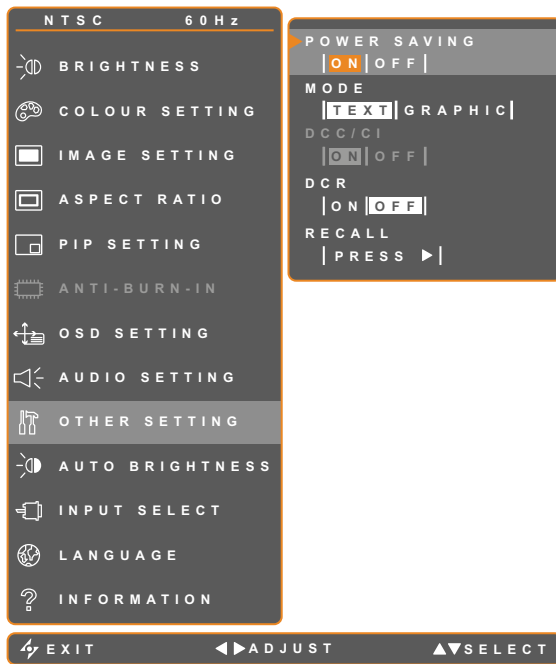 NTSC 60Hz
BRIGHTNESS
COLOUR SETTING
IMAGE SETTING
ASPECT RATIO
PIP SETTING
ANTI-BURN-IN
OSD SETTING
AUDIO SETTING
OTHER SETTING
AUTO BRIGHTNESS
INPUT SELECT
LANGUAGE
INFORMATION
POWER SAVING
ON OFF
MODE
TEXT GRAPHIC
DCC/CI
ON OFF
DCR
ON OFF
RECALL
PRESS ▶
EXIT ◀▶ADJUST ▲▼SELECT